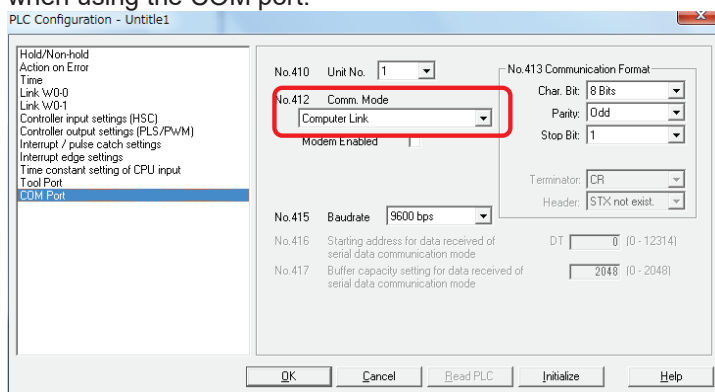 when using the COM port.
PLC Configuration - Untitle1
Hold/Non-hold
Action on Error
Time
Link W0-0
Link W0-1
Controller input settings (HSC)
Controller output settings (PLS/PWM)
Interrupt / pulse catch settings
Interrupt edge settings
Time constant setting of CPU input
Tool Port
COM Port
No.410 Unit No. 1
No.412 Comm. Mode
Computer Link
Modem Enabled
No.413 Communication Format
Char. Bit: 8 Bits
Parity: Odd
Stop Bit: 1
Terminator: CR
Header: STX not exist.
No.415 Baudrate 9600 bps
No.416 Starting address for data received of serial data communication mode DT 0 (0 - 12314)
No.417 Buffer capacity setting for data received of serial data communication mode 2048 (0 - 2048)
OK Cancel Read PLC Initialize Help